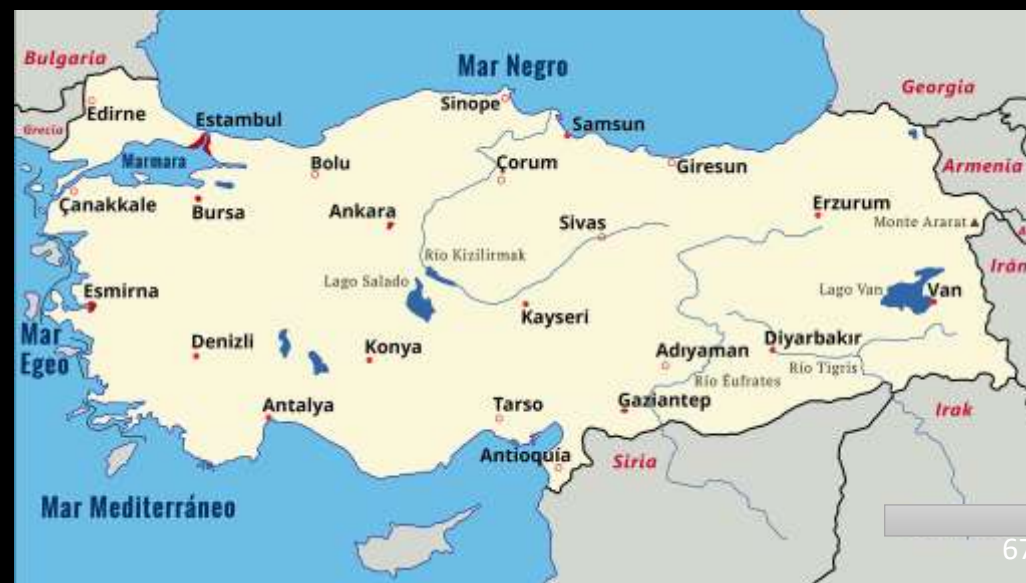 Bulgaria
Mar Negro
Georgia
Sinope
Edirne
Estambul
Samsun
Grecia
Marmara
Bolu
Çorum
Giresun
Armenia
Çanakkale
Bursa
Ankara
Sivas
Erzurum
Monte Ararat
Río Kizilirmak
Irán
Lago Salado
Esmirna
Lago Van
Van
Kayseri
Mar
Egeo
Denizli
Konya
Adıyaman
Diyarbakır
Río Tigris
Río Éufrates
Antalya
Tarso
Gaziantep
Irak
Antioquía
Siria
Mar Mediterráneo
67